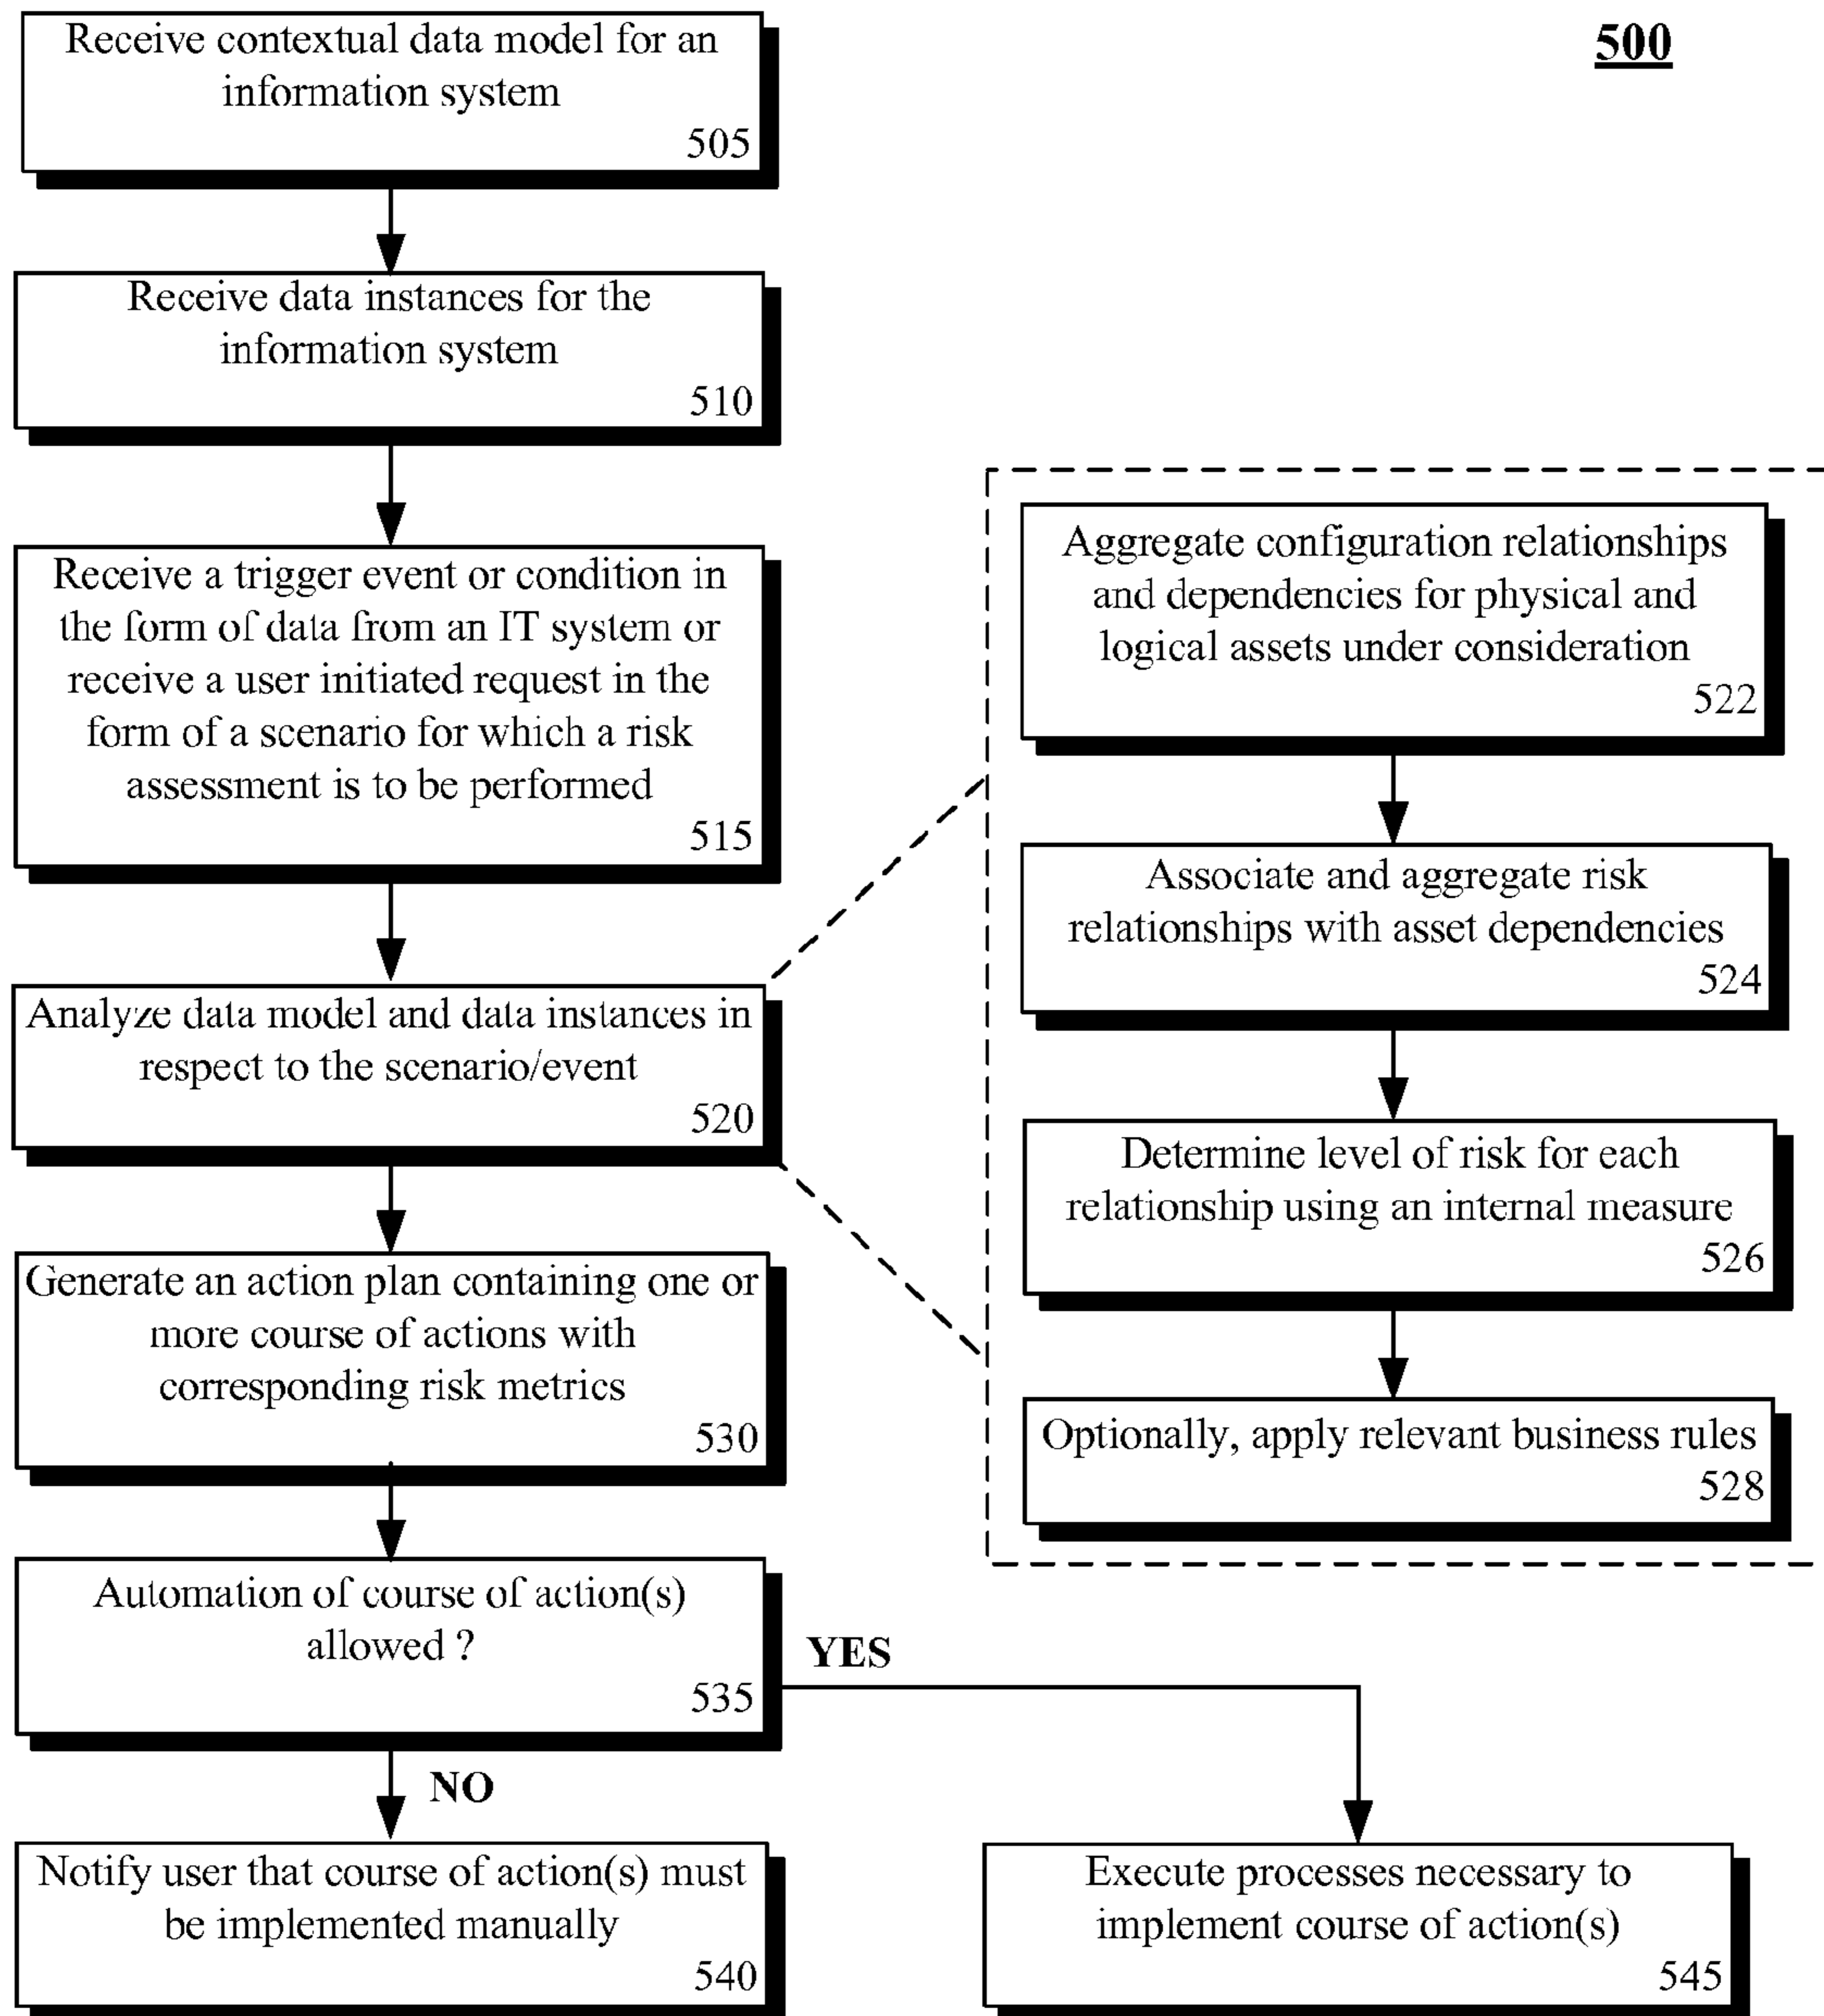 500
Receive contextual data model for an
information system
505
Receive data instances for the
information system
510
Receive a trigger event or condition in
the form of data from an IT system or
receive a user initiated request in the
form of a scenario for which a risk
assessment is to be performed
515
Analyze data model and data instances in
respect to the scenario/event
520
Aggregate configuration relationships
and dependencies for physical and
logical assets under consideration
522
Associate and aggregate risk
relationships with asset dependencies
524
Determine level of risk for each
relationship using an internal measure
526
Optionally, apply relevant business rules
528
Generate an action plan containing one or
more course of actions with
corresponding risk metrics
530
Automation of course of action(s)
allowed ?
535
YES
NO
Notify user that course of action(s) must
be implemented manually
540
Execute processes necessary to
implement course of action(s)
545